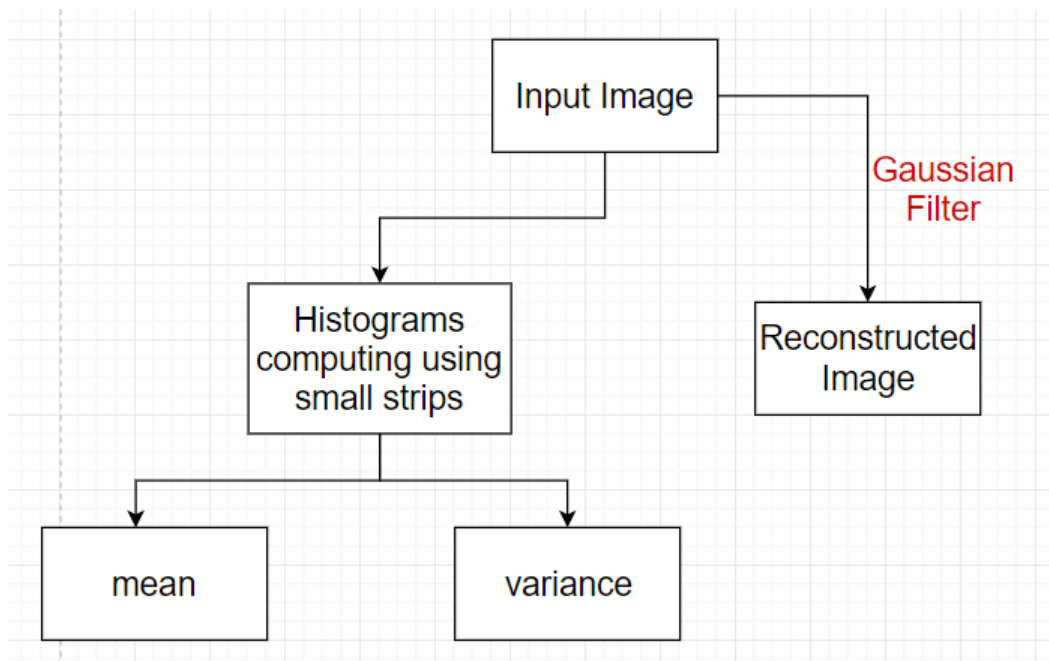 Input Image
Gaussian
Filter
Histograms
computing using
small strips
Reconstructed
Image
mean
variance